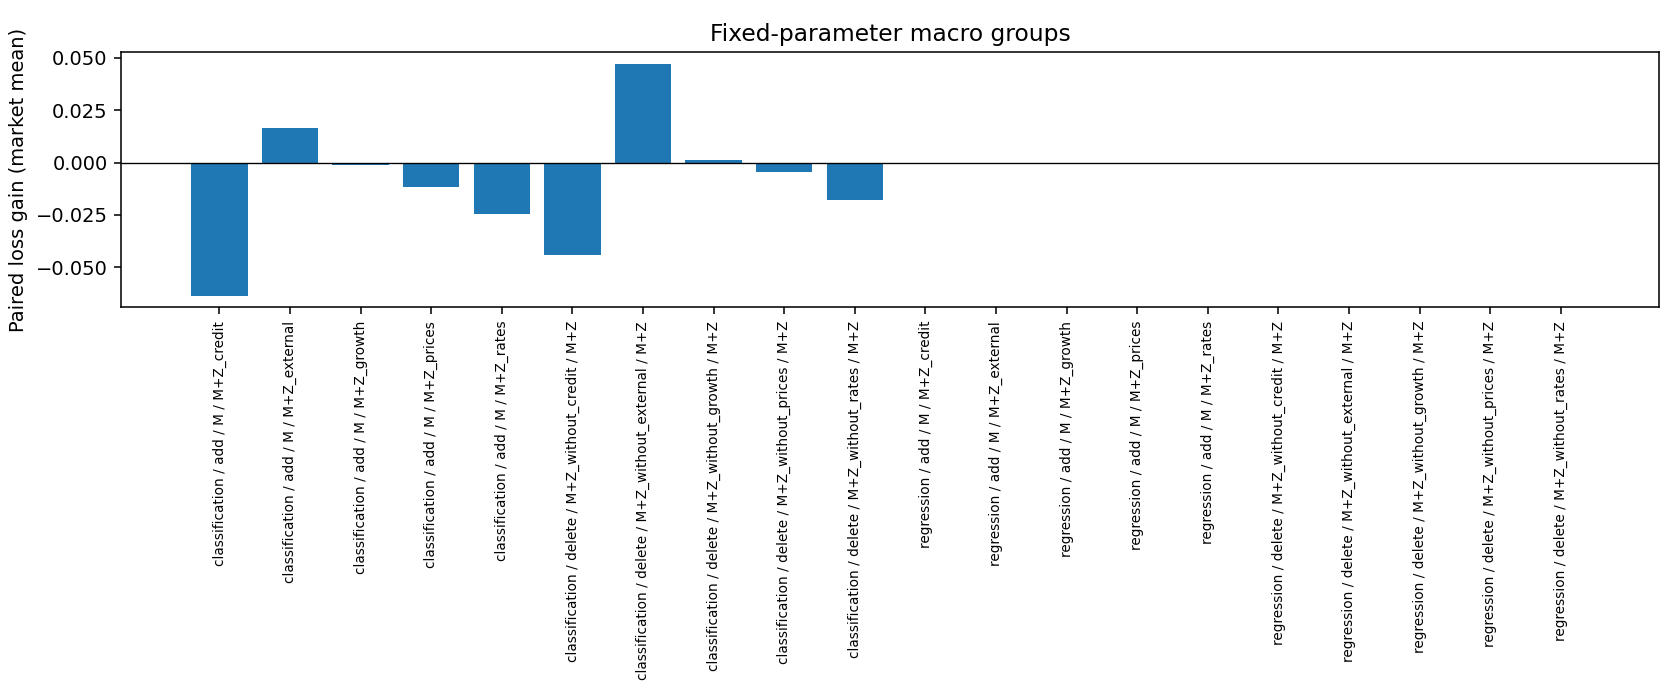 Fixed-parameter macro groups
Paired loss gain (market mean)
0.050
0.025
0.000
−0.025
−0.050
classification / add / M / M+Z_credit
classification / add / M / M+Z_external
classification / add / M / M+Z_growth
classification / add / M / M+Z_prices
classification / add / M / M+Z_rates
classification / delete / M+Z_without_credit / M+Z
classification / delete / M+Z_without_external / M+Z
classification / delete / M+Z_without_growth / M+Z
classification / delete / M+Z_without_prices / M+Z
classification / delete / M+Z_without_rates / M+Z
regression / add / M / M+Z_credit
regression / add / M / M+Z_external
regression / add / M / M+Z_growth
regression / add / M / M+Z_prices
regression / add / M / M+Z_rates
regression / delete / M+Z_without_credit / M+Z
regression / delete / M+Z_without_external / M+Z
regression / delete / M+Z_without_growth / M+Z
regression / delete / M+Z_without_prices / M+Z
regression / delete / M+Z_without_rates / M+Z